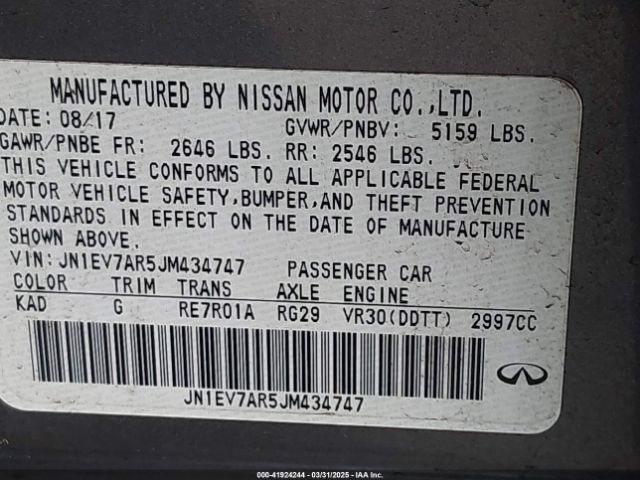 MANUFACTURED BY NISSAN MOTOR CO.,LTD.
DATE: 08/17 GVWR/PNBV: 5159 LBS.
GAWR/PNBE FR: 2646 LBS. RR: 2546 LBS.
THIS VEHICLE CONFORMS TO ALL APPLICABLE FEDERAL
MOTOR VEHICLE SAFETY,BUMPER,AND THEFT PREVENTION
STANDARDS IN EFFECT ON THE DATE OF MANUFACTURE
SHOWN ABOVE.
VIN:JN1EV7AR5JM434747 PASSENGER CAR
COLOR TRIM TRANS AXLE ENGINE
KAD G RE7R01A RG29 VR30(DDTT) 2997CC
JN1EV7AR5JM434747
000-41924244 - 03/31/2025 - IAA Inc.